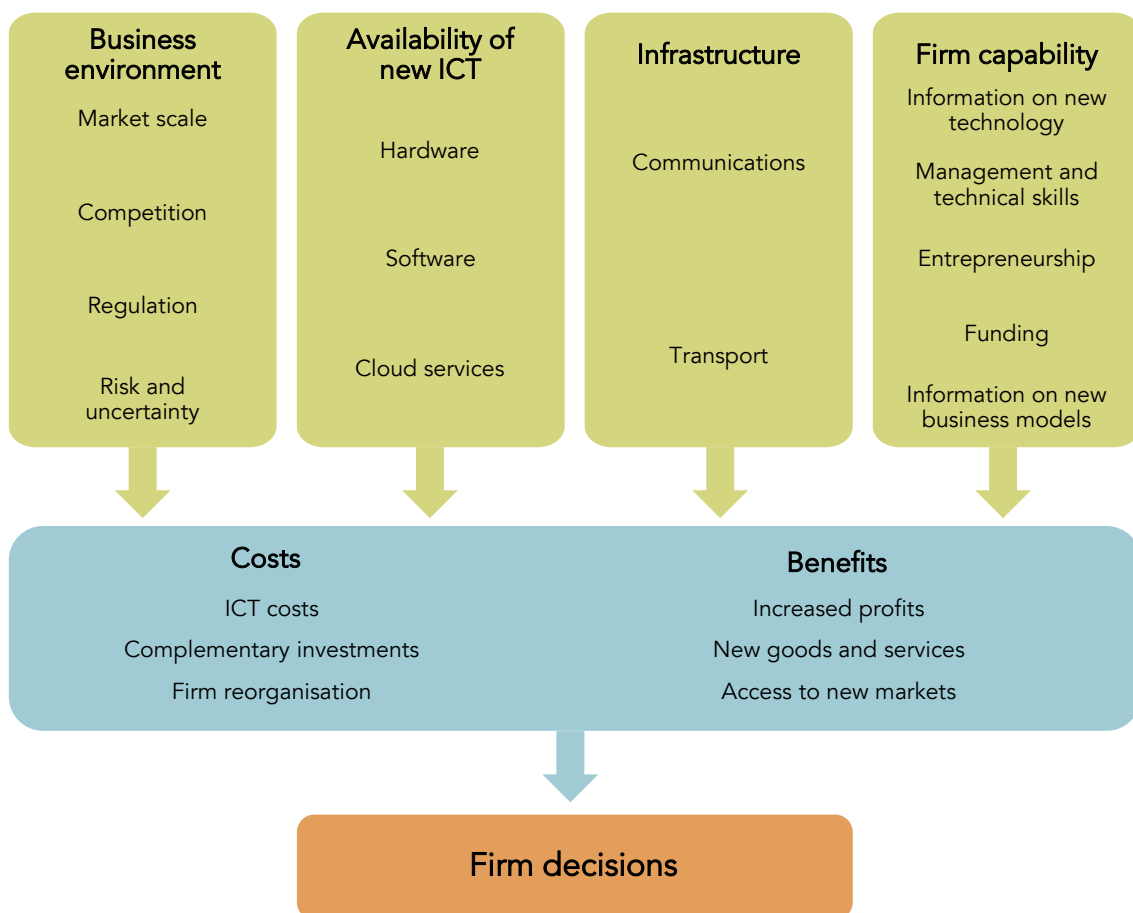 Business
environment
Market scale
Competition
Regulation
Risk and
uncertainty
Availability of
new ICT
Hardware
Software
Cloud services
Infrastructure
Communications
Transport
Firm capability
Information on new
technology
Management and
technical skills
Entrepreneurship
Funding
Information on new
business models
Costs
ICT costs
Complementary investments
Firm reorganisation
Benefits
Increased profits
New goods and services
Access to new markets
Firm decisions